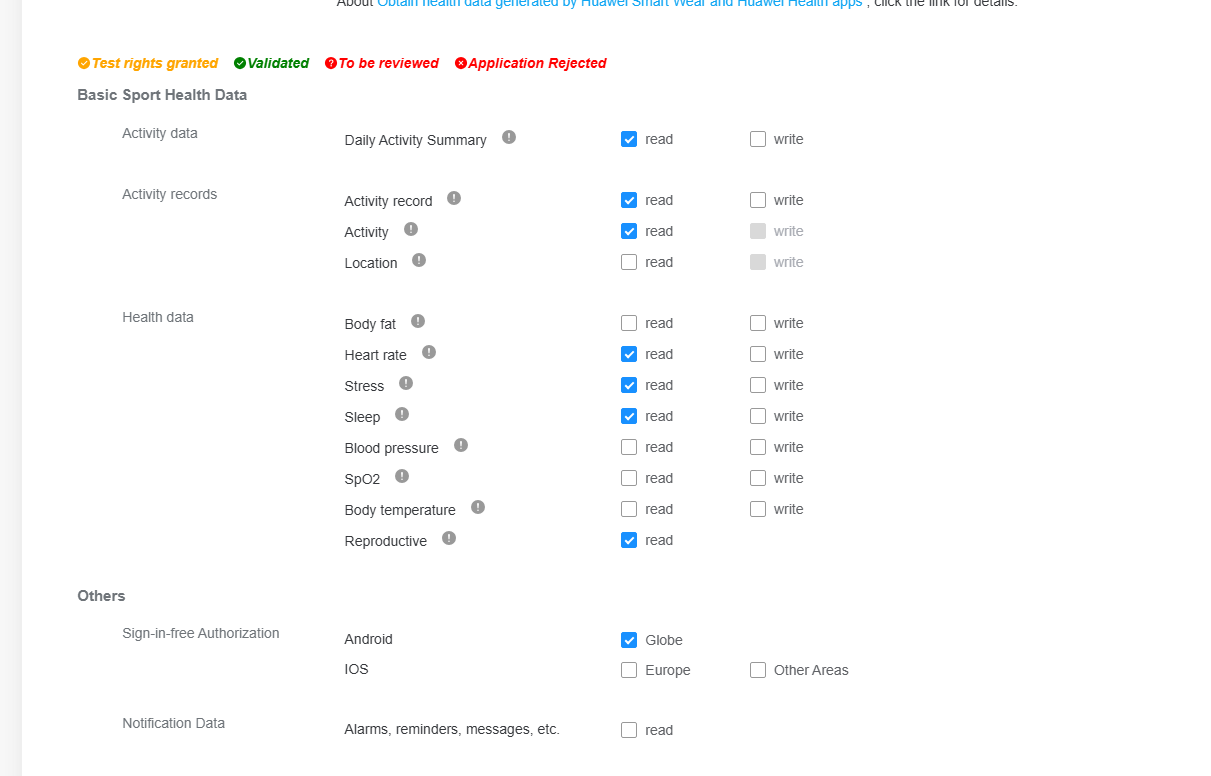 About Obtain health data generated by Huawei Smart Wear and Huawei Health apps , click the link for details.
Test rights granted Validated To be reviewed Application Rejected
Basic Sport Health Data
Activity data Daily Activity Summary read write
Activity records Activity record read write
Activity read write
Location read write
Health data Body fat read write
Heart rate read write
Stress read write
Sleep read write
Blood pressure read write
SpO2 read write
Body temperature read write
Reproductive read
Others
Sign-in-free Authorization Android Globe
IOS Europe Other Areas
Notification Data Alarms, reminders, messages, etc. read